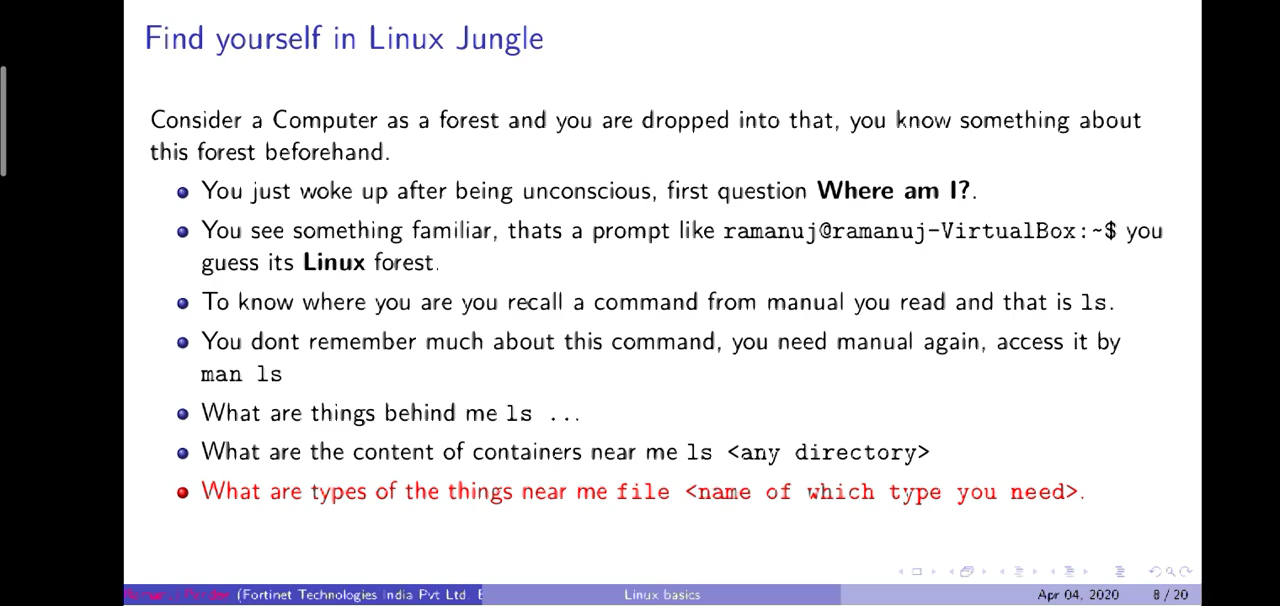 Find yourself in Linux Jungle
Consider a Computer as a forest and you are dropped into that, you know something about
this forest beforehand.
You just woke up after being unconscious, first question Where am I?.
You see something familiar, thats a prompt like ramanuj@ramanuj-VirtualBox:~$ you
guess its Linux forest.
To know where you are you recall a command from manual you read and that is ls.
You dont remember much about this command, you need manual again, access it by
man ls
What are things behind me ls ...
What are the content of containers near me ls <any directory>
What are types of the things near me file <name of which type you need>.
(Fortinet Technologies India Pvt Ltd. Linux basics Apr 04, 2020 8 / 20